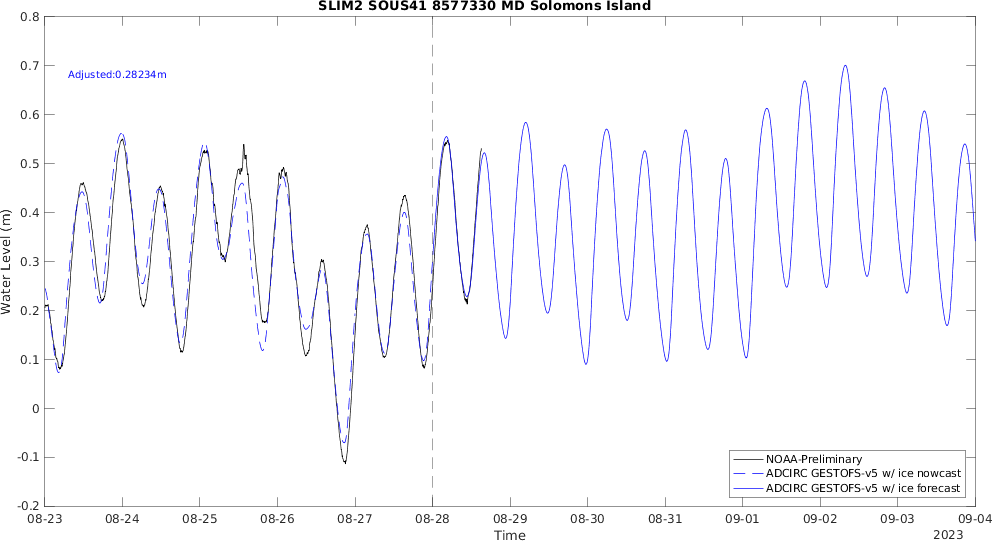 SLIM2 SOUS41 8577330 MD Solomons Island
0.8
0.7
0.6
0.5
0.4
0.3
0.2
0.1
0
-0.1
-0.2
Water Level (m)
Adjusted:0.28234m
NOAA-Preliminary
ADCIRC GESTOFS-v5 w/ ice nowcast
ADCIRC GESTOFS-v5 w/ ice forecast
08-23 08-24 08-25 08-26 08-27 08-28 08-29 08-30 08-31 09-01 09-02 09-03 09-04
Time
2023